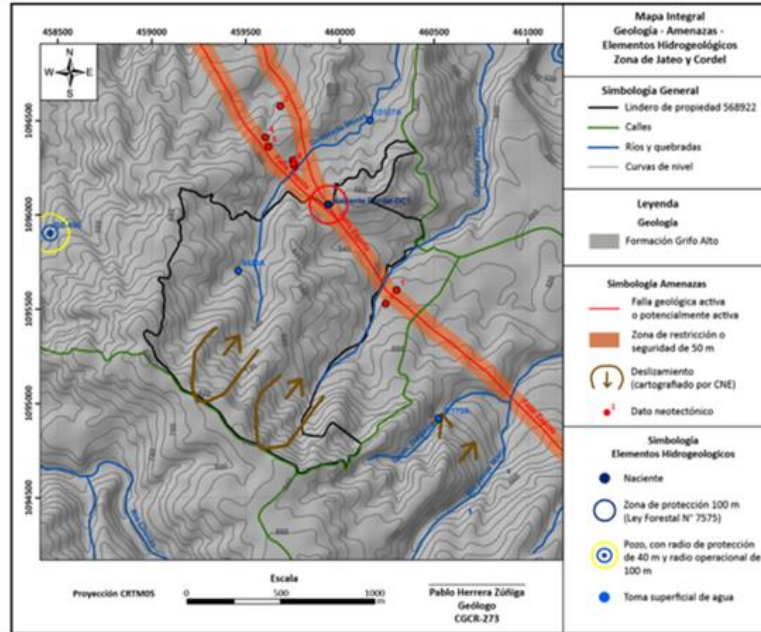 458500 459000 459500 460000 460500 461000
N
W E
S
1096500
1096000
1095500
1095000
1094500
Escala
Proyección CRTM05
0 500 1000
m
Pablo Herrera Zúñiga
Geólogo
CGCR-273
Mapa Integral
Geología - Amenazas -
Elementos Hidrogeológicos
Zona de Jateo y Cordel
Simbología General
Lindero de propiedad 568922
Calles
Ríos y quebradas
Curvas de nivel
Leyenda
Geología
Formación Grifo Alto
Simbología Amenazas
Falla geológica activa
o potencialmente activa
Zona de restricción o
seguridad de 50 m
Deslizamiento
(cartografiado por CNE)
1
Dato neotectónico
Simbología
Elementos Hidrogeologicos
Naciente
Zona de protección 100 m
(Ley Forestal N° 7575)
Pozo, con radio de protección
de 40 m y radio operacional de
100 m
Toma superficial de agua